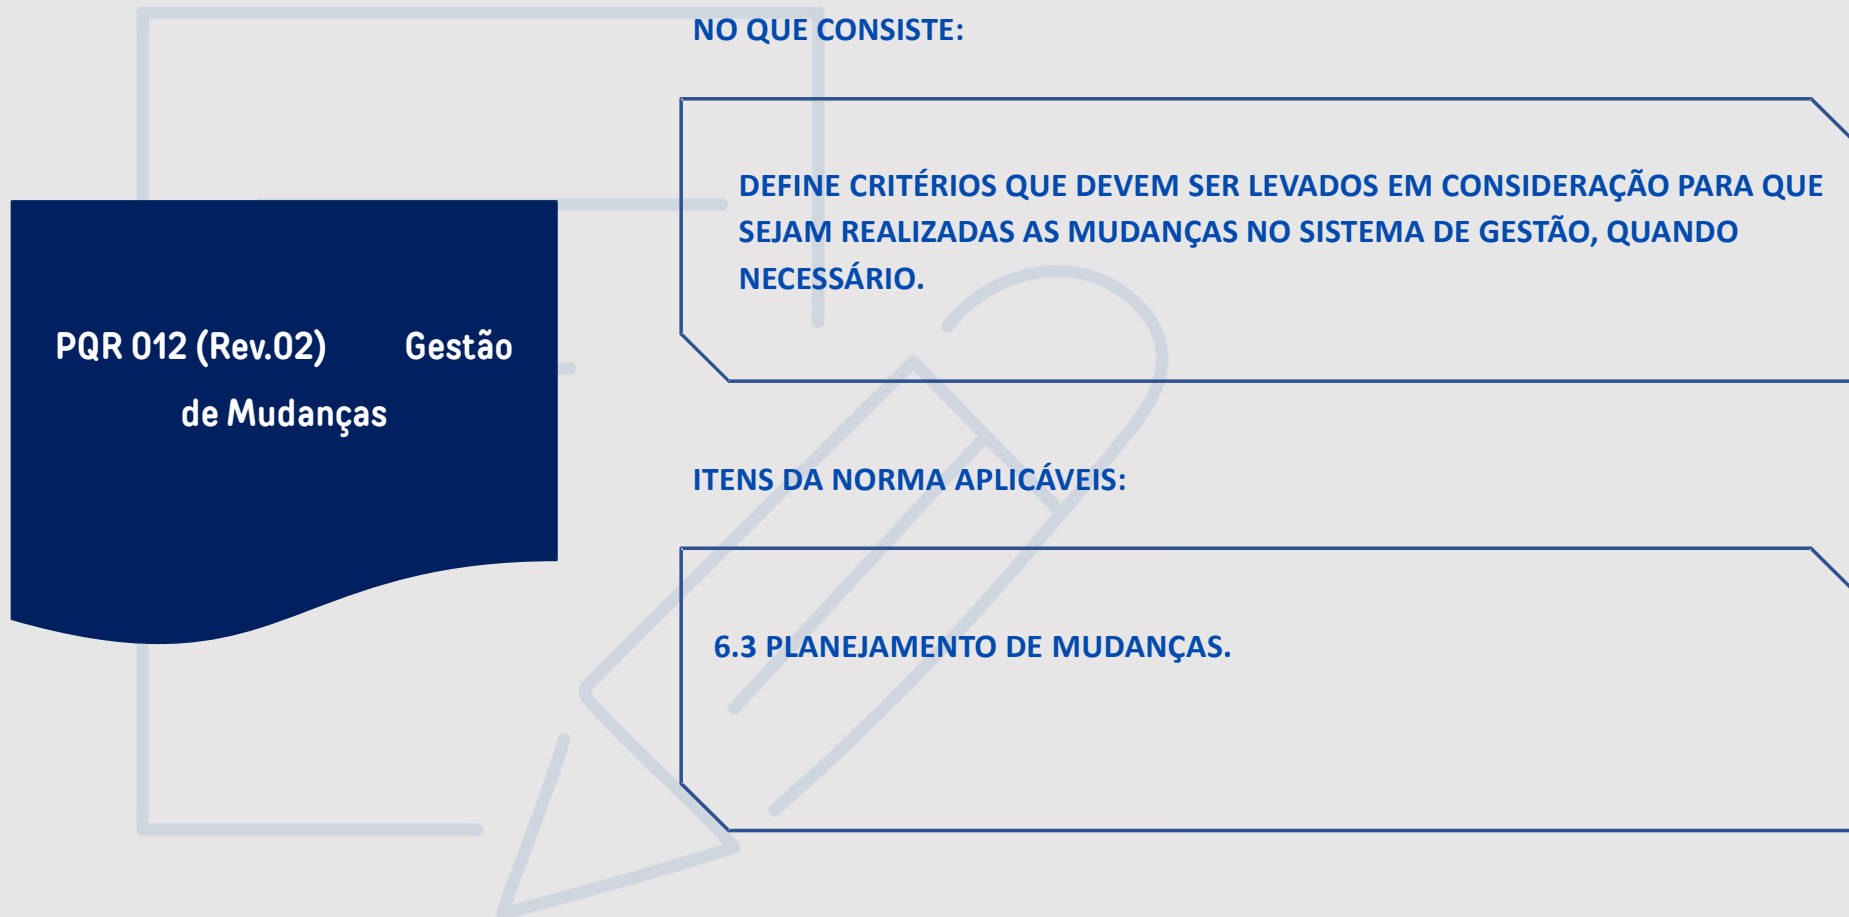 PQR 012 (Rev.02) Gestão
de Mudanças
NO QUE CONSISTE:
DEFINE CRITÉRIOS QUE DEVEM SER LEVADOS EM CONSIDERAÇÃO PARA QUE
SEJAM REALIZADAS AS MUDANÇAS NO SISTEMA DE GESTÃO, QUANDO
NECESSÁRIO.
ITENS DA NORMA APLICÁVEIS:
6.3 PLANEJAMENTO DE MUDANÇAS.